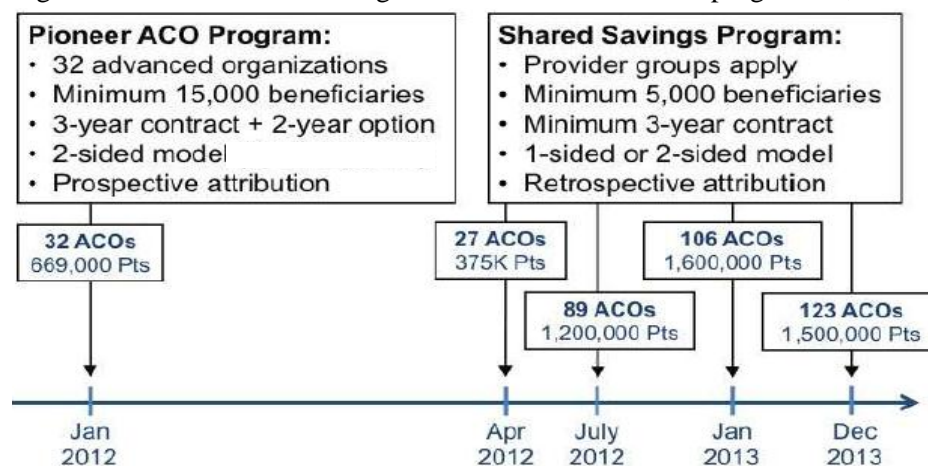 Pioneer ACO Program:
• 32 advanced organizations
• Minimum 15,000 beneficiaries
• 3-year contract + 2-year option
• 2-sided model
• Prospective attribution
Shared Savings Program:
• Provider groups apply
• Minimum 5,000 beneficiaries
• Minimum 3-year contract
• 1-sided or 2-sided model
• Retrospective attribution
32 ACOs
669,000 Pts
27 ACOs
375K Pts
89 ACOs
1,200,000 Pts
106 ACOs
1,600,000 Pts
123 ACOs
1,500,000 Pts
Jan
2012
Apr
2012
July
2012
Jan
2013
Dec
2013